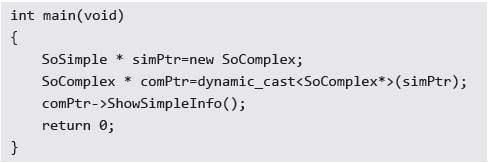 int main(void)
{
    SoSimple * simPtr=new SoComplex;
    SoComplex * comPtr=dynamic_cast<SoComplex*>(simPtr);
    comPtr->ShowSimpleInfo();
    return 0;
}